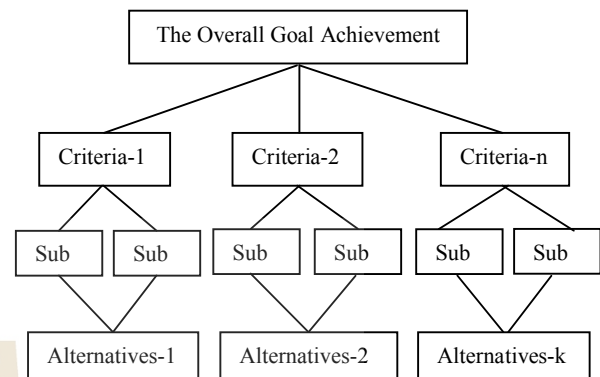 The Overall Goal Achievement
Criteria-1 Criteria-2 Criteria-n
Sub Sub Sub Sub Sub Sub
Alternatives-1 Alternatives-2 Alternatives-k